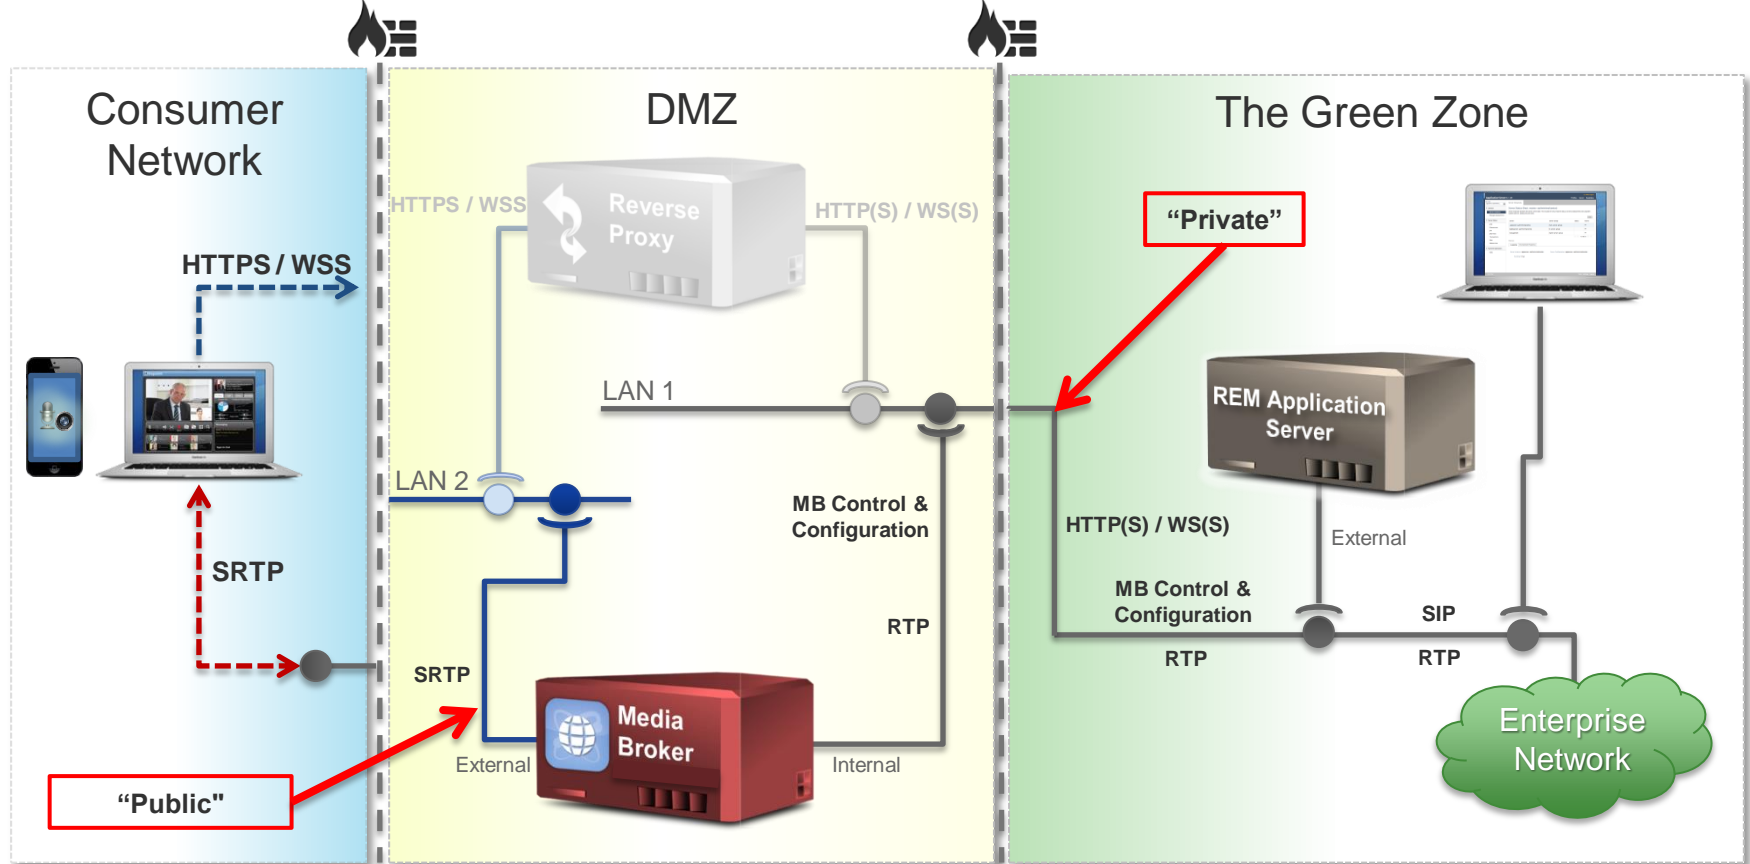 Consumer
Network
HTTPS / WSS
SRTP
“Public"
DMZ
HTTPS / WSS
Reverse
Proxy
HTTP(S) / WS(S)
LAN 1
LAN 2
MB Control &
Configuration
RTP
SRTP
Media
Broker
External
Internal
The Green Zone
“Private”
REM Application
Server
HTTP(S) / WS(S)
External
MB Control &
Configuration
RTP
SIP
RTP
Enterprise
Network